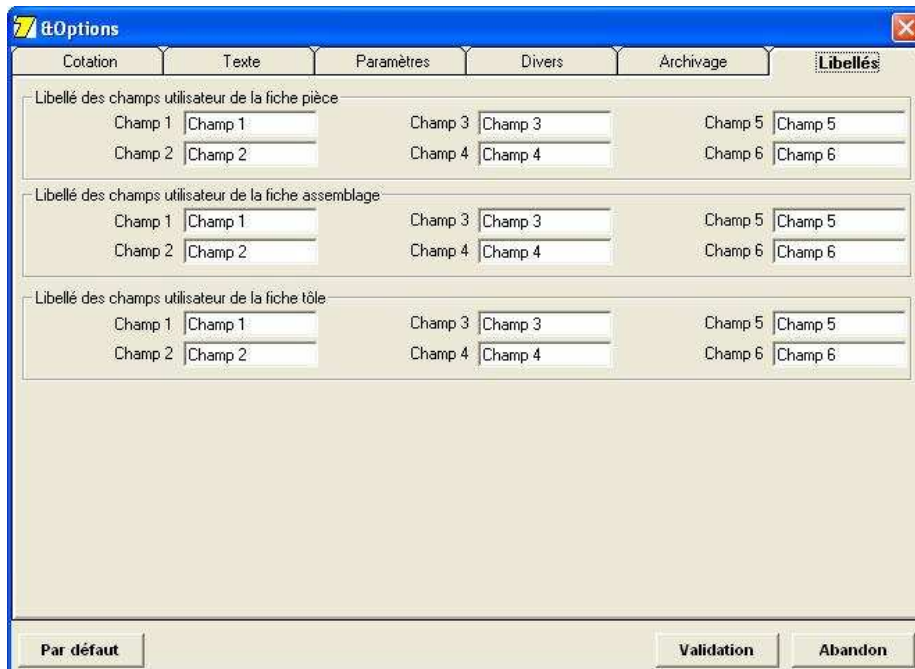 &Options
Cotation Texte Paramètres Divers Archivage Libellés
Libellé des champs utilisateur de la fiche pièce
Champ 1 Champ 1 Champ 3 Champ 3 Champ 5 Champ 5
Champ 2 Champ 2 Champ 4 Champ 4 Champ 6 Champ 6
Libellé des champs utilisateur de la fiche assemblage
Champ 1 Champ 1 Champ 3 Champ 3 Champ 5 Champ 5
Champ 2 Champ 2 Champ 4 Champ 4 Champ 6 Champ 6
Libellé des champs utilisateur de la fiche tôle
Champ 1 Champ 1 Champ 3 Champ 3 Champ 5 Champ 5
Champ 2 Champ 2 Champ 4 Champ 4 Champ 6 Champ 6
Par défaut Validation Abandon